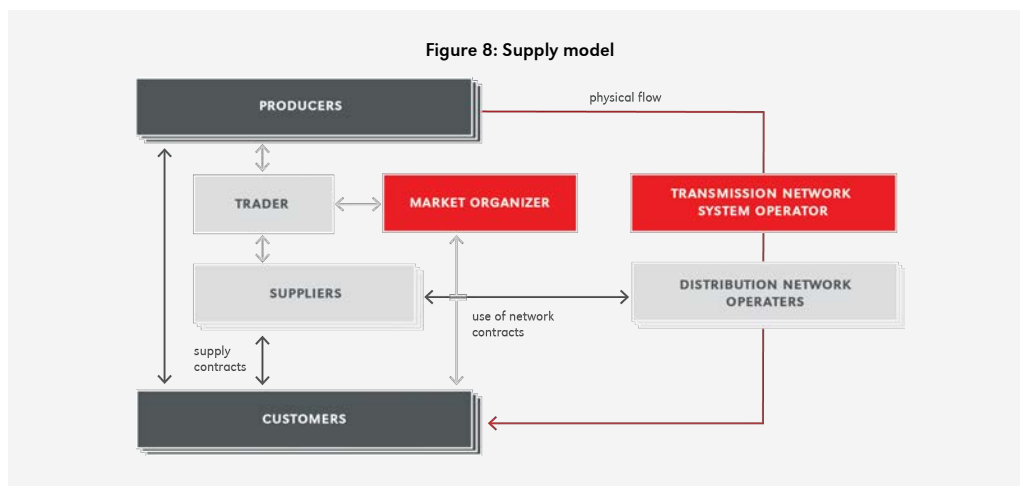 Figure 8: Supply model
PRODUCERS
physical flow
TRADER
MARKET ORGANIZER
TRANSMISSION NETWORK
SYSTEM OPERATOR
SUPPLIERS
DISTRIBUTION NETWORK
OPERATERS
use of network
contracts
supply
contracts
CUSTOMERS